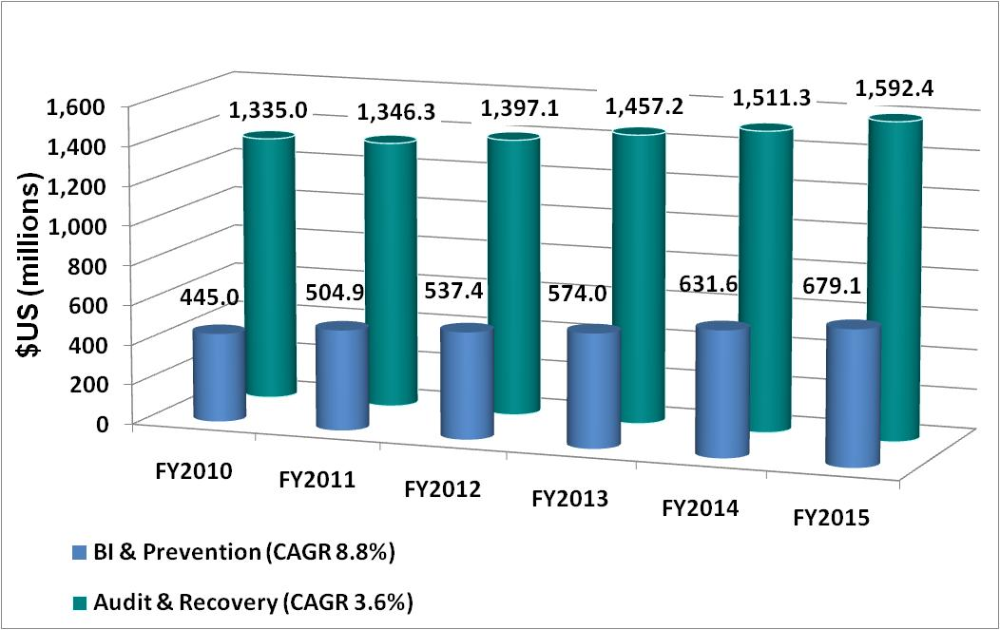 1,600
1,400
1,200
1,000
800
600
400
200
0
$US (millions)
1,335.0
1,346.3
1,397.1
1,457.2
1,511.3
1,592.4
445.0
504.9
537.4
574.0
631.6
679.1
FY2010
FY2011
FY2012
FY2013
FY2014
FY2015
BI & Prevention (CAGR 8.8%)
Audit & Recovery (CAGR 3.6%)